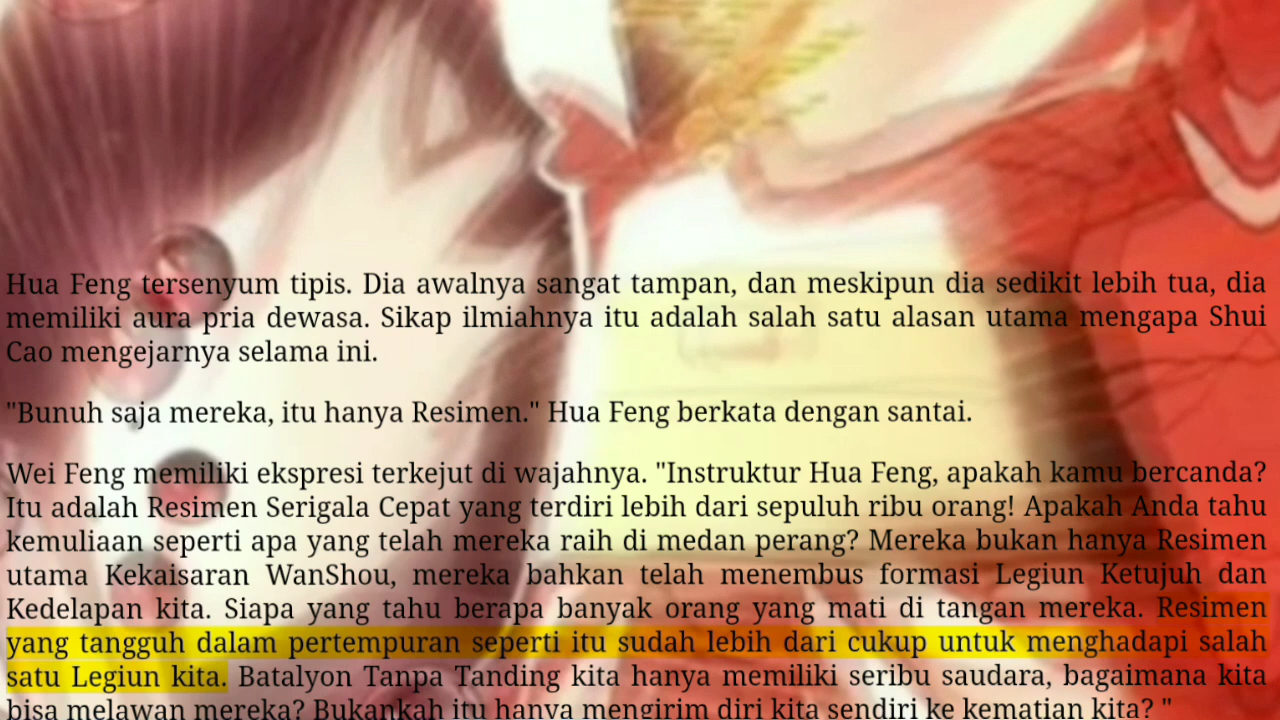 Hua Feng tersenyum tipis. Dia awalnya sangat tampan, dan meskipun dia sedikit lebih tua, dia
memiliki aura pria dewasa. Sikap ilmiahnya itu adalah salah satu alasan utama mengapa Shui
Cao mengejarnya selama ini.
"Bunuh saja mereka, itu hanya Resimen." Hua Feng berkata dengan santai.
Wei Feng memiliki ekspresi terkejut di wajahnya. "Instruktur Hua Feng, apakah kamu bercanda?
Itu adalah Resimen Serigala Cepat yang terdiri lebih dari sepuluh ribu orang! Apakah Anda tahu
kemuliaan seperti apa yang telah mereka raih di medan perang? Mereka bukan hanya Resimen
utama Kekaisaran WanShou, mereka bahkan telah menembus formasi Legiun Ketujuh dan
Kedelapan kita. Siapa yang tahu berapa banyak orang yang mati di tangan mereka. Resimen
yang tangguh dalam pertempuran seperti itu sudah lebih dari cukup untuk menghadapi salah
satu Legiun kita. Batalyon Tanpa Tanding kita hanya memiliki seribu saudara, bagaimana kita
bisa melawan mereka? Bukankah itu hanya mengirim diri kita sendiri ke kematian kita? "